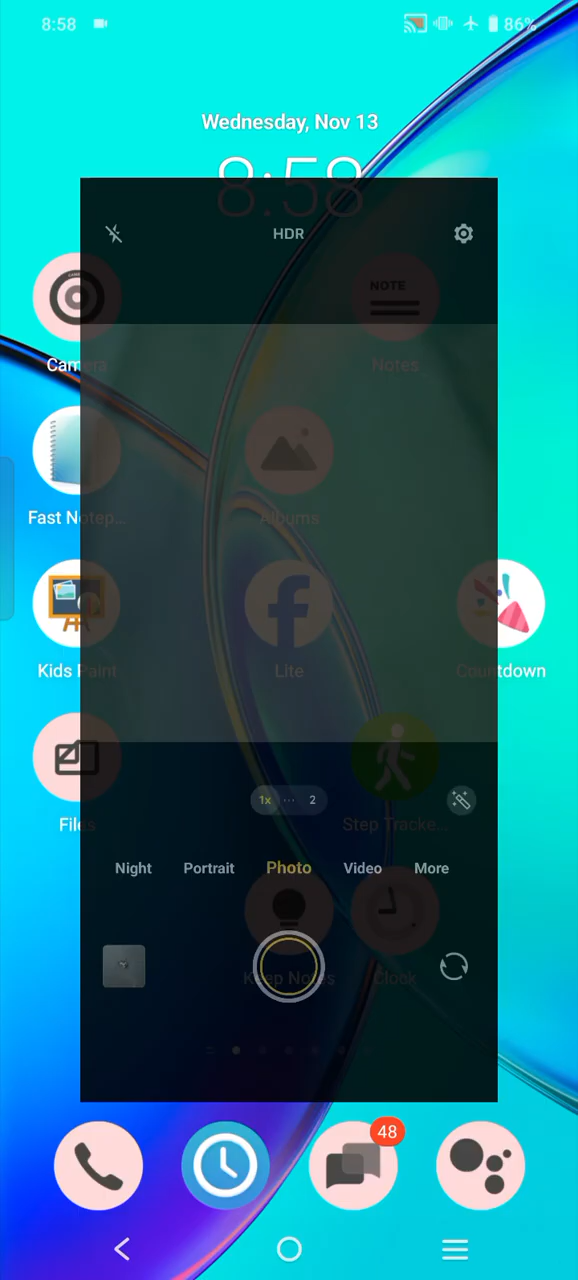 8:58
86%
Wednesday, Nov 13
8:58
HDR
NOTE
Camera
Notes
Fast Notep...
Albums
Kids Paint
Lite
Countdown
Files
1x ... 2
Step Tracke...
Night Portrait Photo Video More
Keep Notes
Clock
48